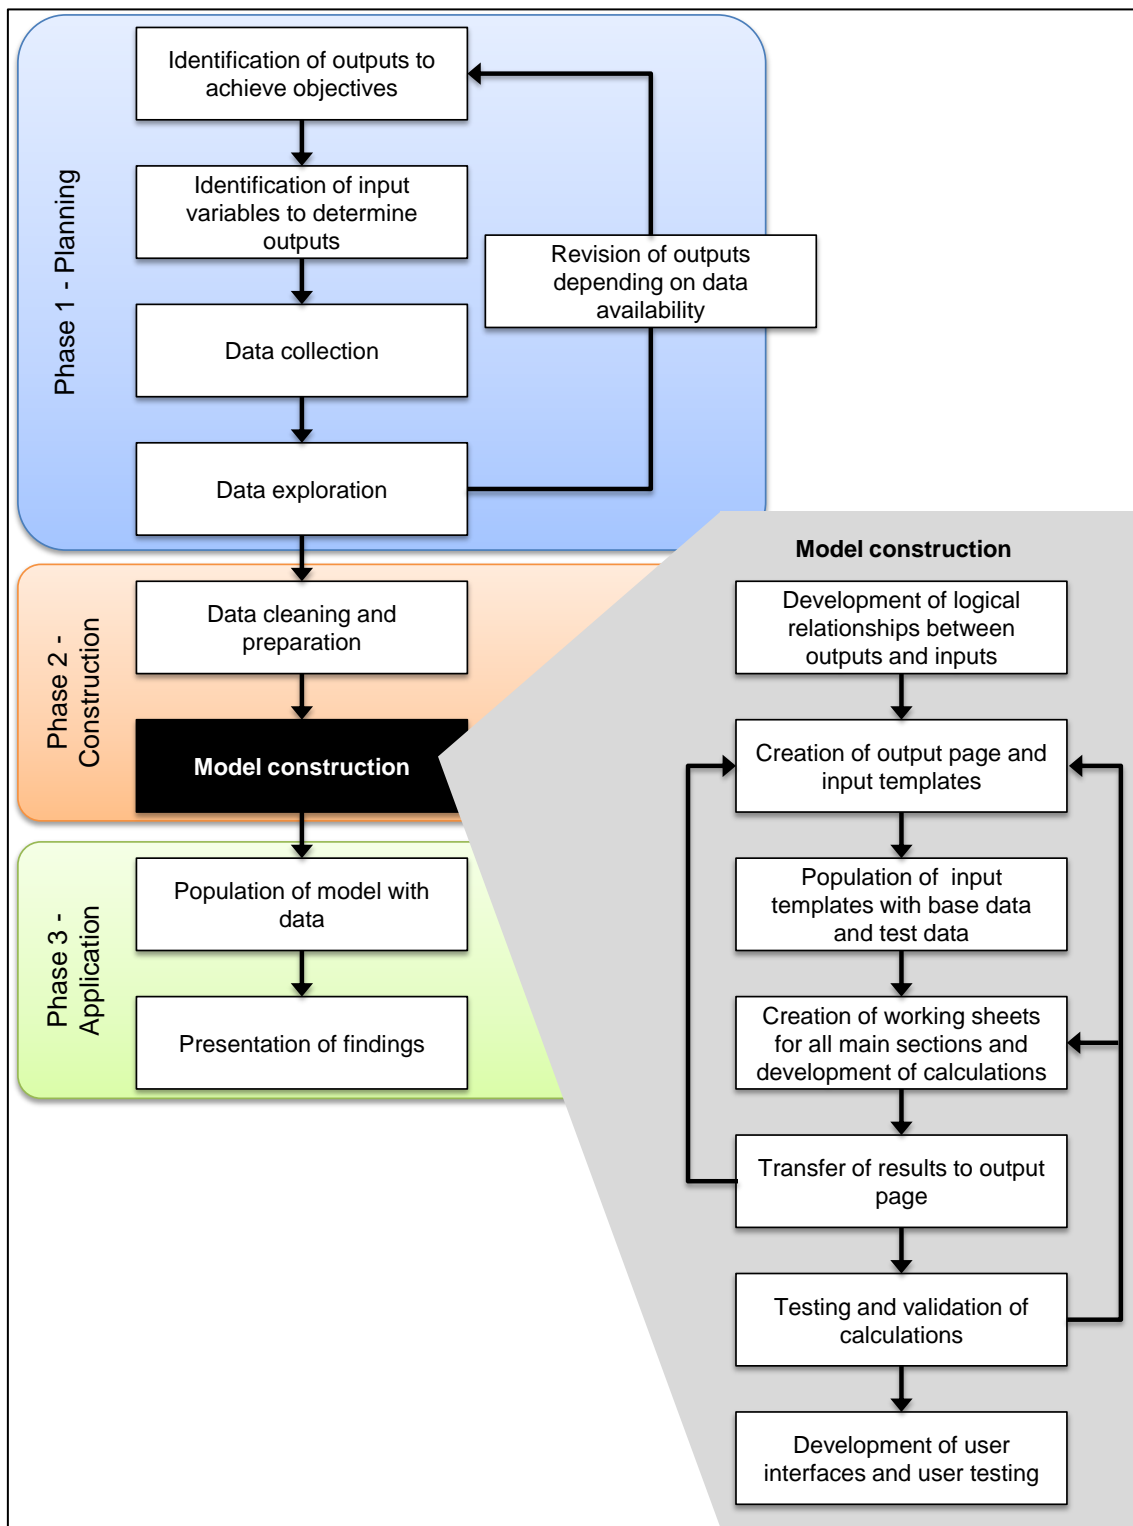 Phase 1 - Planning
Identification of outputs to
achieve objectives
Identification of input
variables to determine
outputs
Revision of outputs
depending on data
availability
Data collection
Data exploration
Phase 2 -
Construction
Data cleaning and
preparation
Model construction
Phase 3 -
Application
Population of model with
data
Presentation of findings
Model construction
Development of logical
relationships between
outputs and inputs
Creation of output page and
input templates
Population of  input
templates with base data
and test data
Creation of working sheets
for all main sections and
development of calculations
Transfer of results to output
page
Testing and validation of
calculations
Development of user
interfaces and user testing